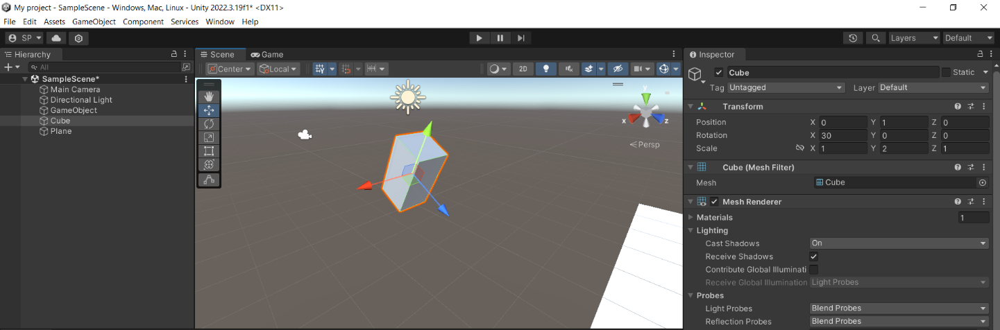 My project - SampleScene - Windows, Mac, Linux - Unity 2022.3.19f1* <DX11>
File Edit Assets GameObject Component Services Window Help
SP Layers Default
Hierarchy
All
SampleScene*
Main Camera
Directional Light
GameObject
Cube
Plane
Scene Game
Center Local 2D
y
x z
Persp
Inspector
Cube Static
Tag Untagged Layer Default
Transform
Position X 0 Y 1 Z 0
Rotation X 30 Y 0 Z 0
Scale X 1 Y 2 Z 1
Cube (Mesh Filter)
Mesh Cube
Mesh Renderer
Materials 1
Lighting
Cast Shadows On
Receive Shadows
Contribute Global Illuminati
Receive Global Illumination Light Probes
Probes
Light Probes Blend Probes
Reflection Probes Blend Probes